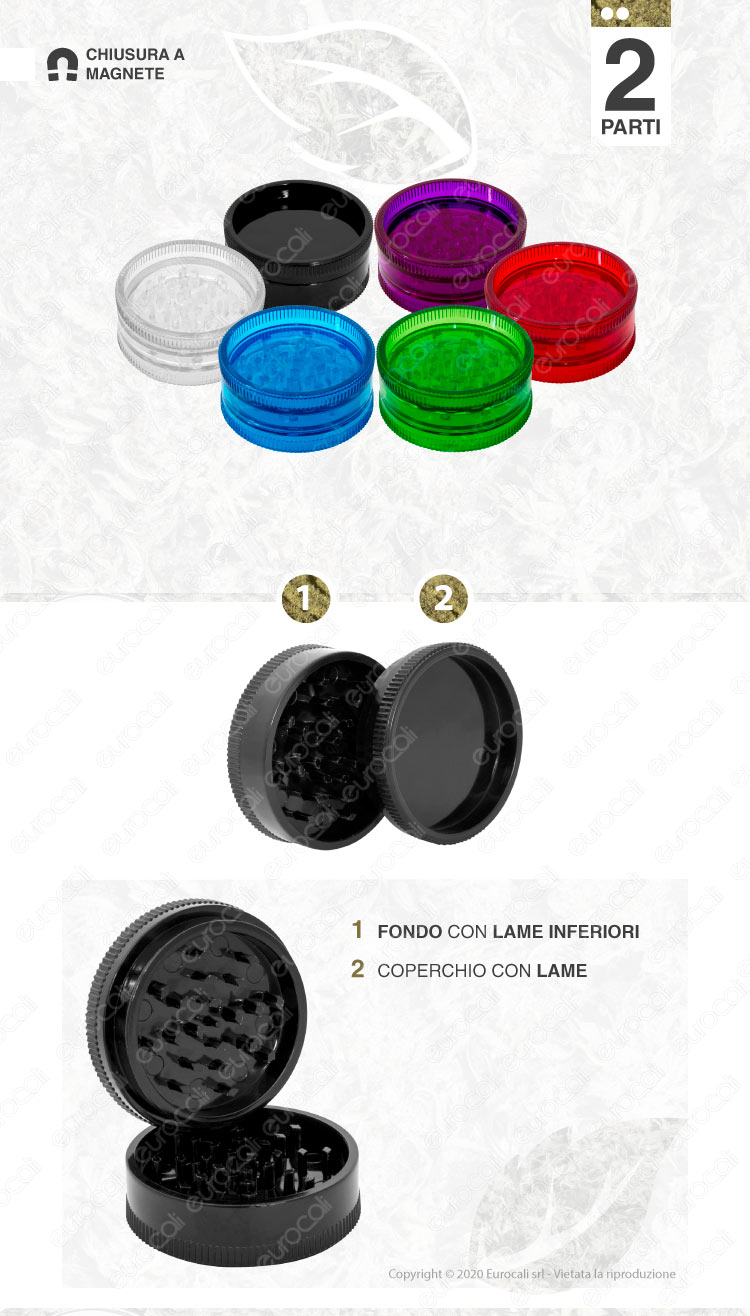 CHIUSURA A
MAGNETE
2
PARTI
1 2
1 FONDO CON LAME INFERIORI
2 COPERCHIO CON LAME
eurocali
Copyright © 2020 Eurocali srl - Vietata la riproduzione